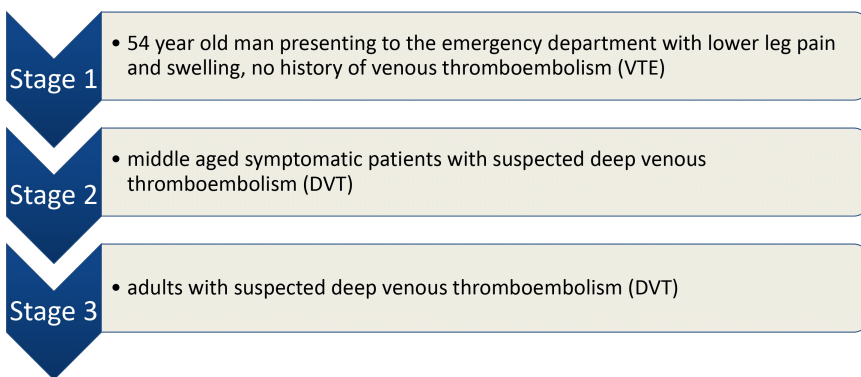 Stage 1
• 54 year old man presenting to the emergency department with lower leg pain
and swelling, no history of venous thromboembolism (VTE)
Stage 2
• middle aged symptomatic patients with suspected deep venous
thromboembolism (DVT)
Stage 3
• adults with suspected deep venous thromboembolism (DVT)